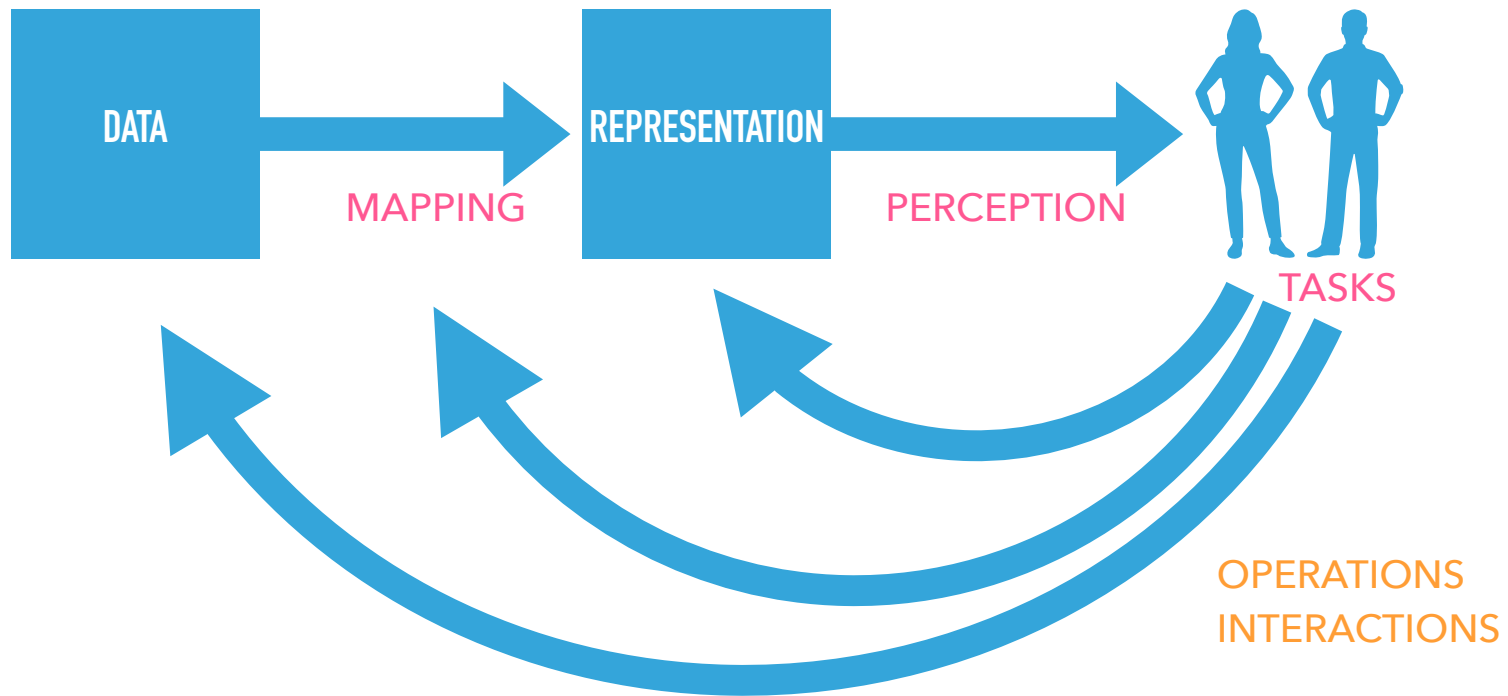 DATA
REPRESENTATION
MAPPING
PERCEPTION
TASKS
OPERATIONS
INTERACTIONS